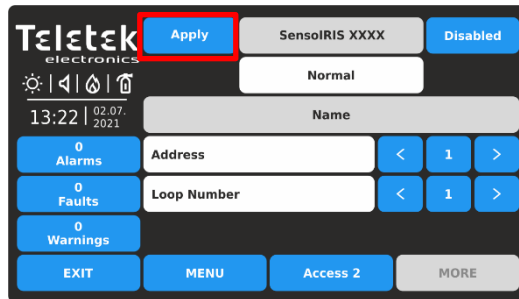 Teletek
electronics
Apply
SensoIRIS XXXX
Disabled
Normal
13:22 | 02.07.
2021
Name
0
Alarms
Address
< 1 >
0
Faults
Loop Number
< 1 >
0
Warnings
EXIT
MENU
Access 2
MORE